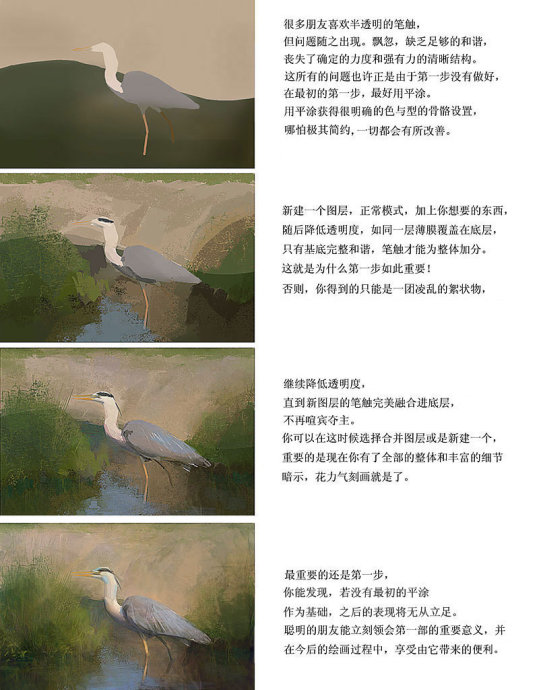 很多朋友喜欢半透明的笔触，
但问题随之出现。飘忽，缺乏足够的和谐，
丧失了确定的力度和强有力的清晰结构。
这所有的问题也许正是由于第一步没有做好，
在最初的第一步，最好用平涂。
用平涂获得很明确的色与型的骨骼设置，
哪怕极其简约，一切都会有所改善。
新建一个图层，正常模式，加上你想要的东西，
随后降低透明度，如同一层薄膜覆盖在底层，
只有基底完整和谐，笔触才能为整体加分。
这就是为什么第一步如此重要！
否则，你得到的只能是一团凌乱的絮状物，
继续降低透明度，
直到新图层的笔触完美融合进底层，
不再喧宾夺主。
你可以在这时候选择合并图层或是新建一个，
重要的是现在你有了全部的整体和丰富的细节
暗示，花力气刻画就是了。
最重要的还是第一步，
你能发现，若没有最初的平涂
作为基础，之后的表现将无从立足。
聪明的朋友能立刻领会第一部的重要意义，并
在今后的绘画过程中，享受由它带来的便利。